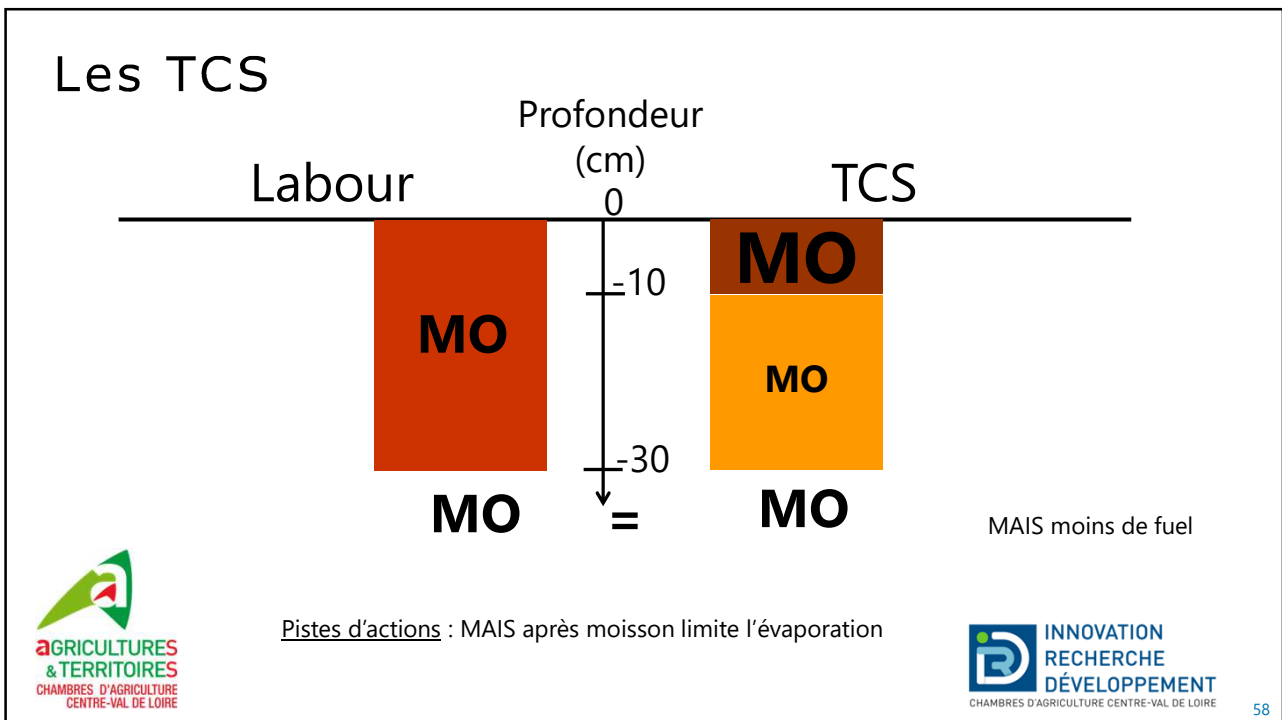 Les TCS
Profondeur
(cm)
Labour
0
TCS
-10
-30
MO
MO
MO
MO
=
MO
MAIS moins de fuel
Pistes d'actions : MAIS après moisson limite l'évaporation
a
aGRICULTURES
& TERRITOIRES
CHAMBRES D'AGRICULTURE
CENTRE-VAL DE LOIRE
iRD
INNOVATION
RECHERCHE
DÉVELOPPEMENT
CHAMBRES D'AGRICULTURE CENTRE-VAL DE LOIRE
58